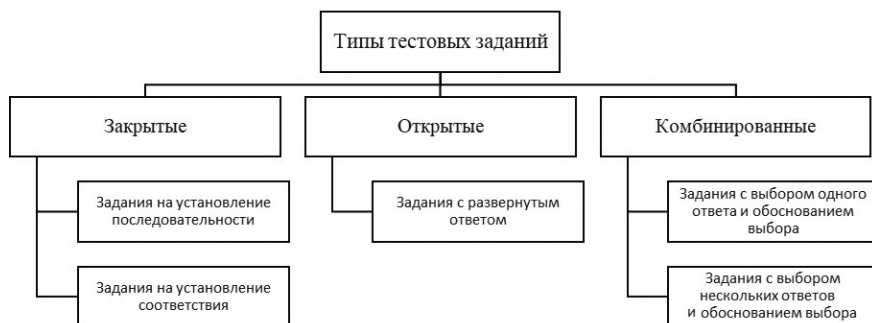 Типы тестовых заданий
Закрытые
Открытые
Комбинированные
Задания на установление
последовательности
Задания с развернутым
ответом
Задания с выбором одного
ответа и обоснованием
выбора
Задания на установление
соответствия
Задания с выбором
нескольких ответов
и обоснованием выбора